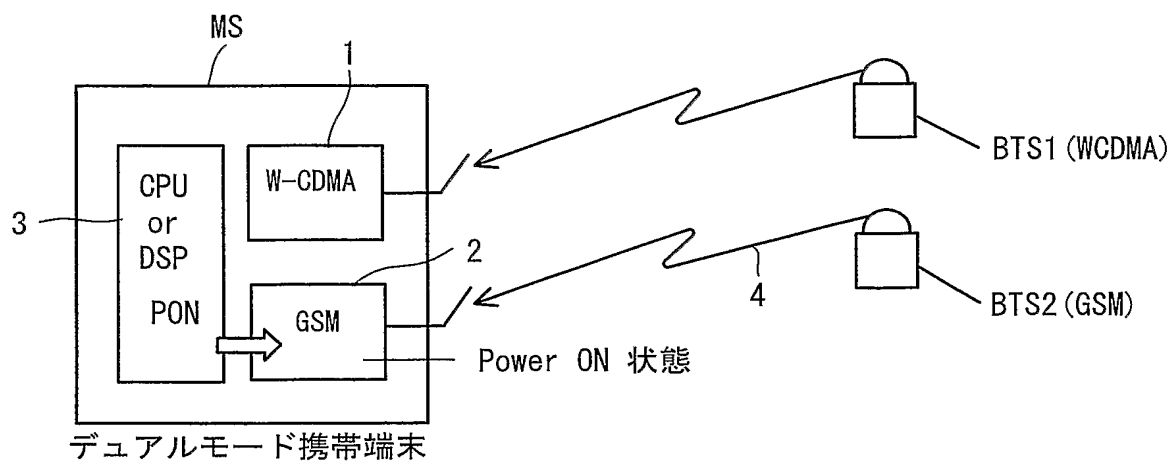 MS
1
W-CDMA
CPU
or
DSP
PON
3
2
GSM
Power ON 状態
4
BTS1(WCDMA)
BTS2(GSM)
デュアルモード携帯端末